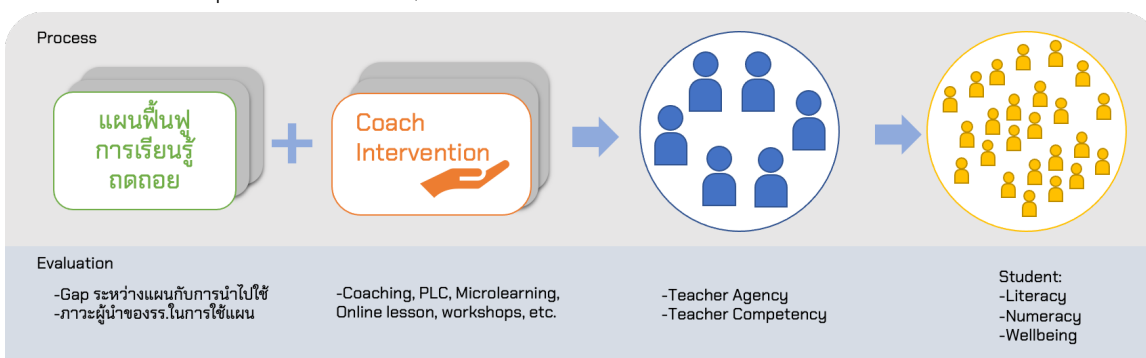 Process
แผนฟื้นฟู
การเรียนรู้
ถดถอย
Coach
Intervention
Evaluation
-Gap ระหว่างแผนกับการนำไปใช้
-ภาวะผู้นำของรร.ในการใช้แผน
-Coaching, PLC, Microlearning,
Online lesson, workshops, etc.
-Teacher Agency
-Teacher Competency
Student:
-Literacy
-Numeracy
-Wellbeing